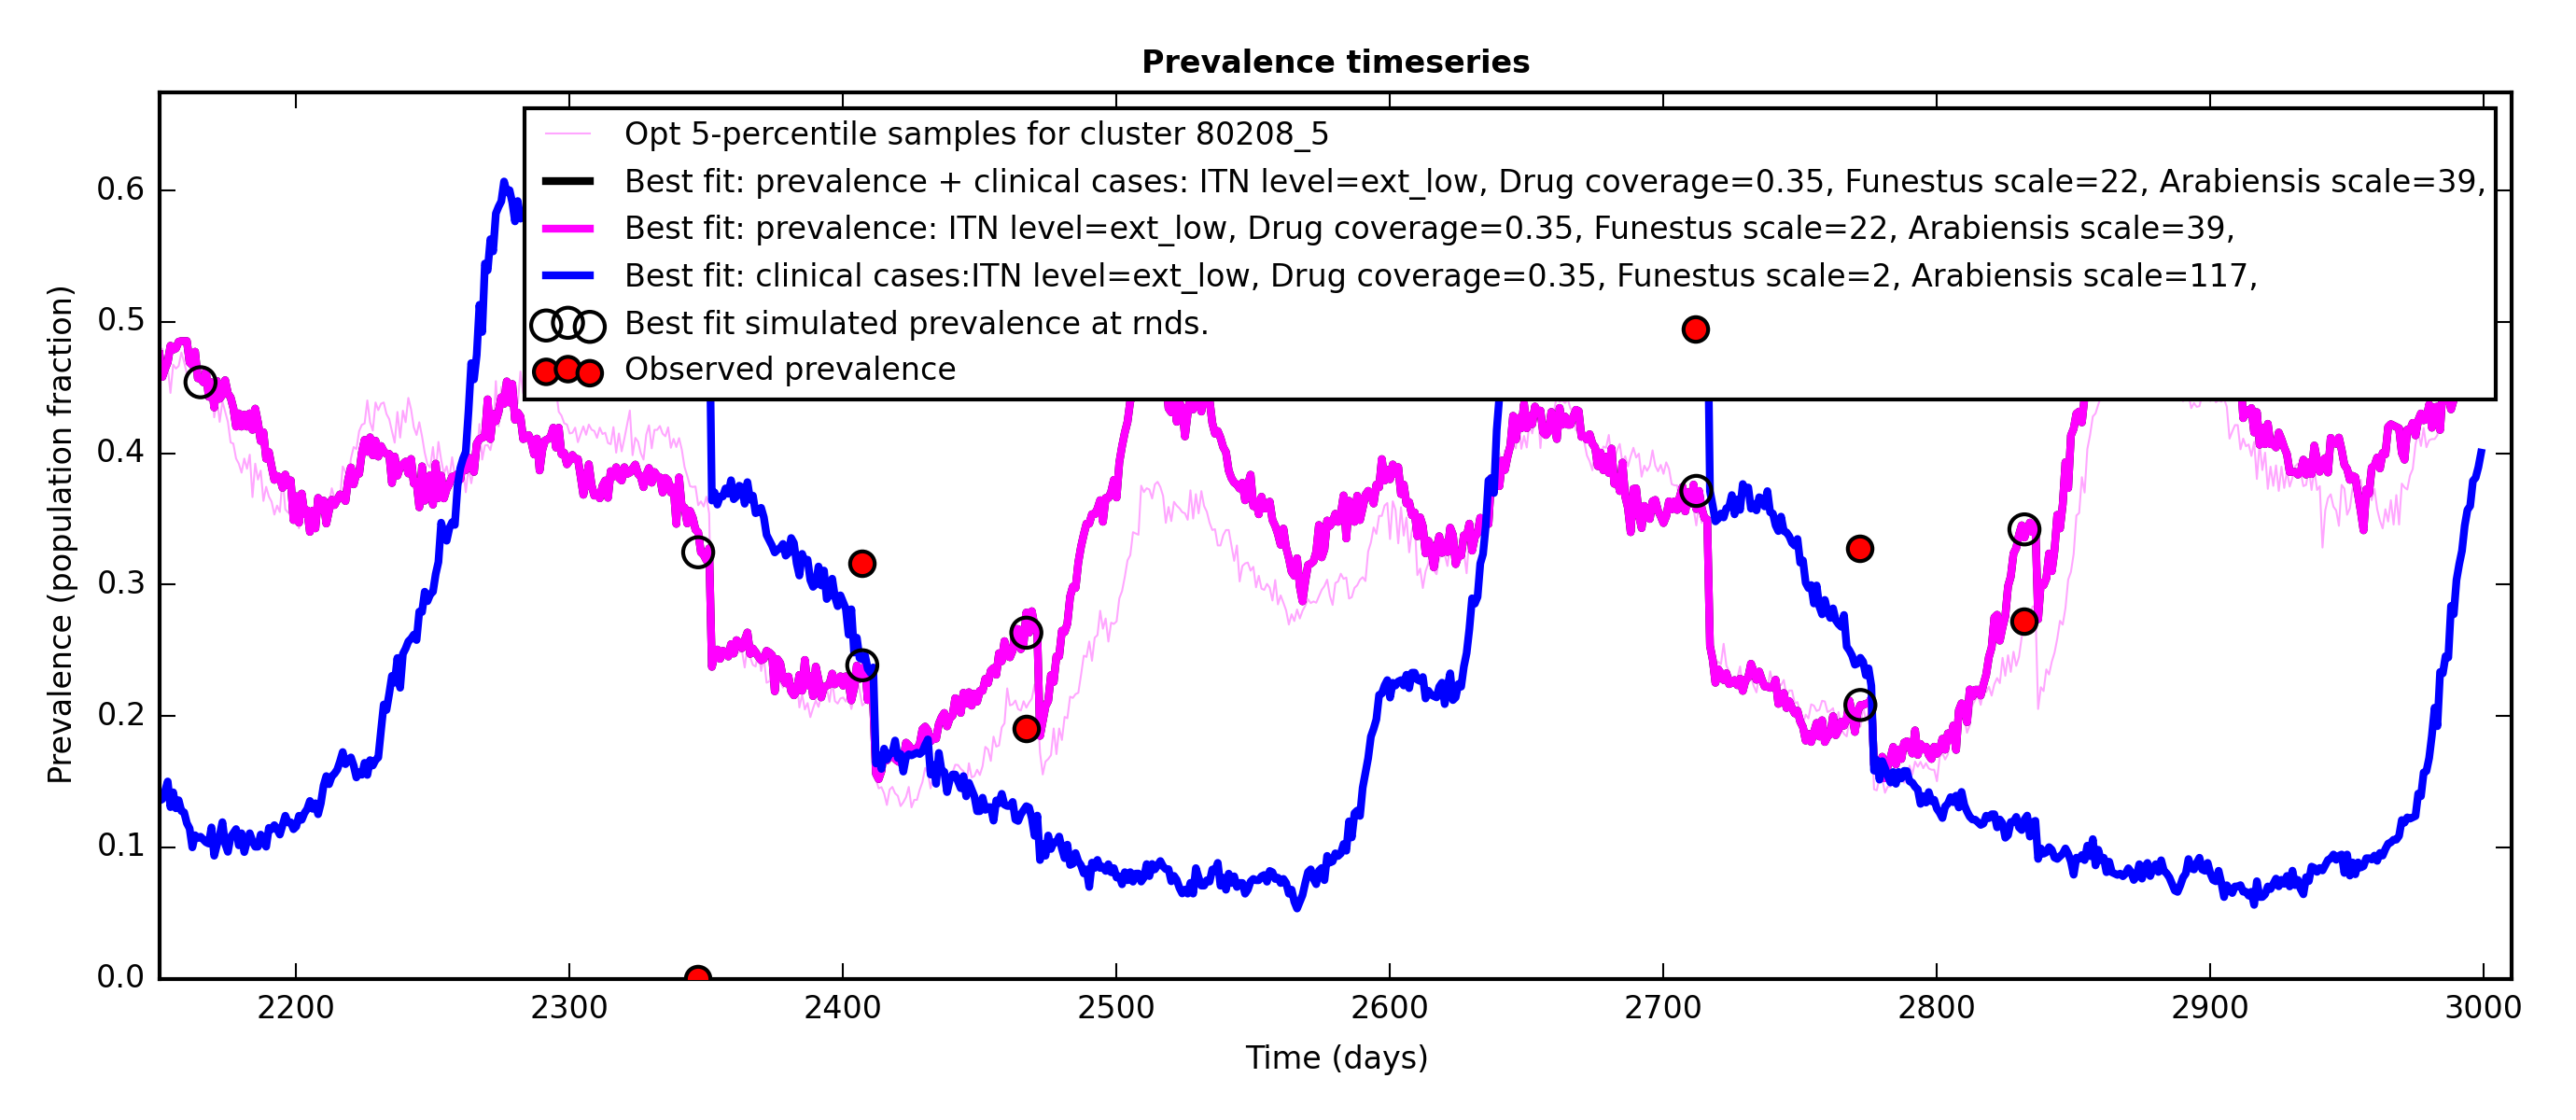 Prevalence timeseries
Opt 5-percentile samples for cluster 80208_5
Best fit: prevalence + clinical cases: ITN level=ext_low, Drug coverage=0.35, Funestus scale=22, Arabiensis scale=39,
Best fit: prevalence: ITN level=ext_low, Drug coverage=0.35, Funestus scale=22, Arabiensis scale=39,
Best fit: clinical cases:ITN level=ext_low, Drug coverage=0.35, Funestus scale=2, Arabiensis scale=117,
Best fit simulated prevalence at rnds.
Observed prevalence
Prevalence (population fraction)
0.6
0.5
0.4
0.3
0.2
0.1
0.0
2200 2300 2400 2500 2600 2700 2800 2900 3000
Time (days)